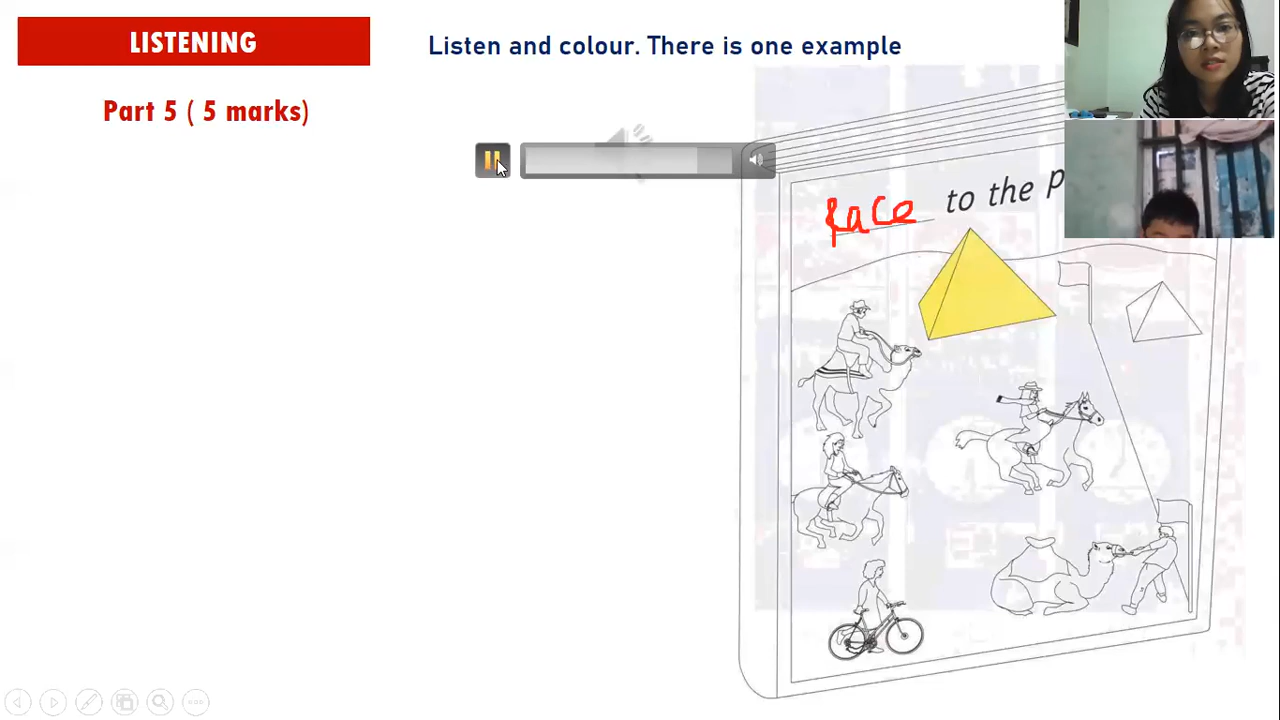 LISTENING
Listen and colour. There is one example
Part 5 ( 5 marks)
Race to the p